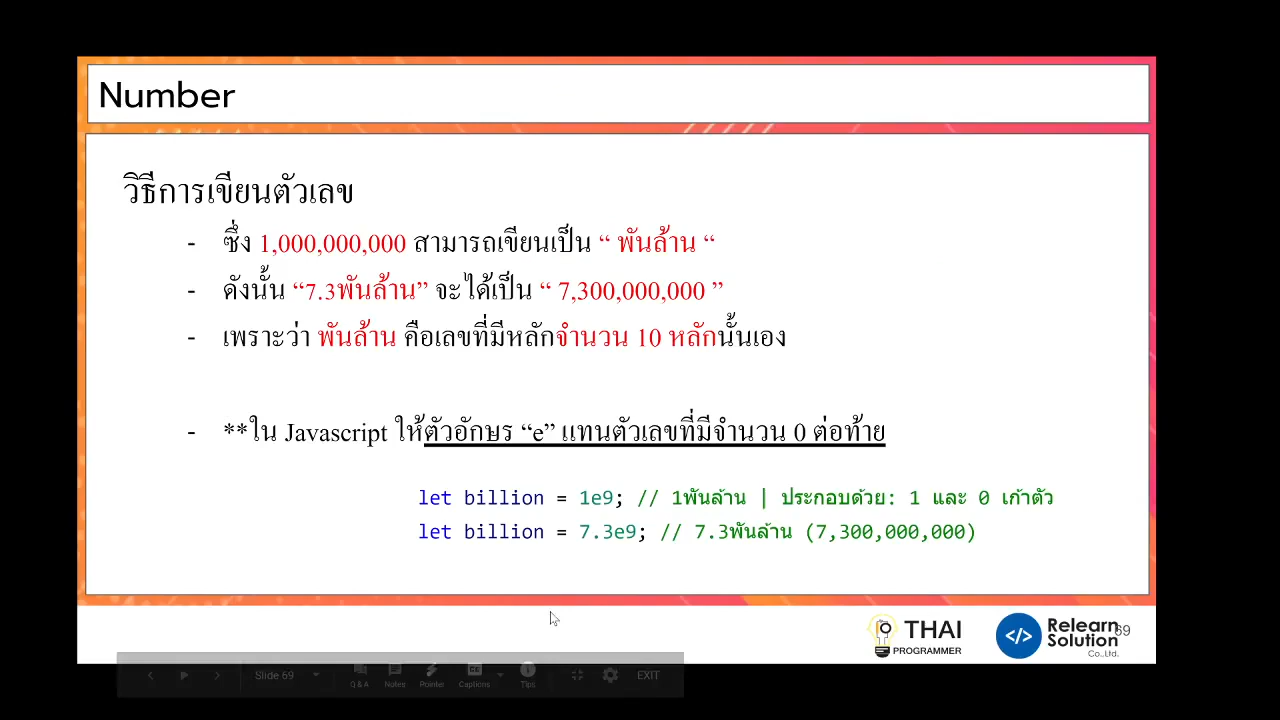 Number
วิธีการเขียนตัวเลข
- ซึ่ง 1,000,000,000 สามารถเขียนเป็น “ พันล้าน “
- ดังนั้น “7.3พันล้าน” จะได้เป็น “ 7,300,000,000 ”
- เพราะว่า พันล้าน คือเลขที่มีหลักจำนวน 10 หลักนั้นเอง
- **ใน Javascript ให้ตัวอักษร “e” แทนตัวเลขที่มีจำนวน 0 ต่อท้าย
let billion = 1e9; // 1พันล้าน | ประกอบด้วย: 1 และ 0 เก้าตัว
let billion = 7.3e9; // 7.3พันล้าน (7,300,000,000)
THAI
PROGRAMMER
</> Relearn
Solution
Co.,Ltd.
69
Slide 69
Q & A Notes Pointer Captions Tips EXIT